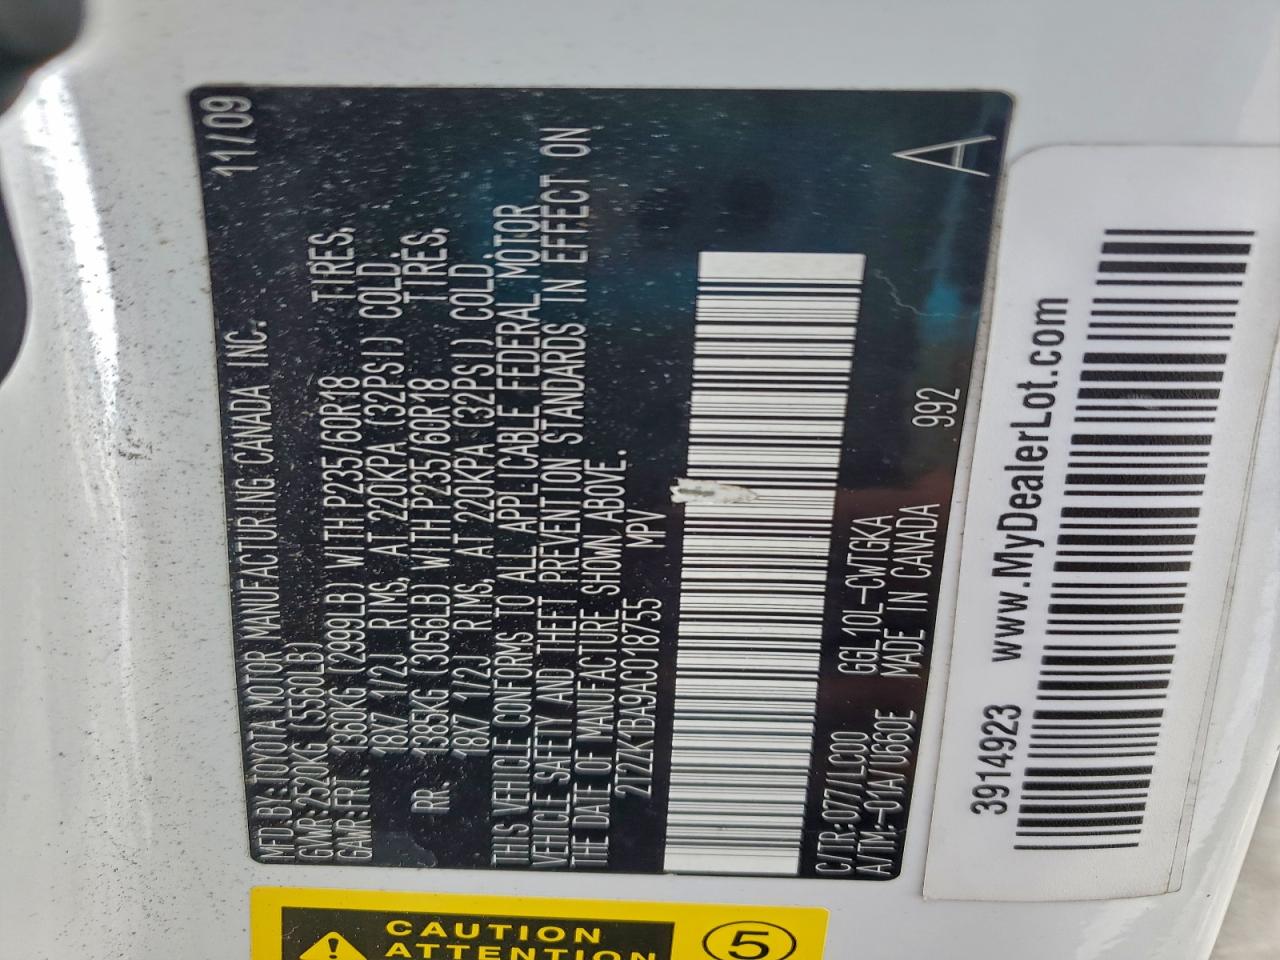 MFD.BY:TOYOTA MOTOR MANUFACTURING CANADA INC. 11/09
GVWR:2520KG (5560LB)
GAWR:FRT. 1360KG (2999LB) WITH P235/60R18 TIRES,
18X7 1/2J RIMS, AT 220KPA (32PSI) COLD.
RR. 1385KG (3056LB) WITH P235/60R18 TIRES,
18X7 1/2J RIMS, AT 220KPA (32PSI) COLD.
THIS VEHICLE CONFORMS TO ALL APPLICABLE FEDERAL MOTOR
VEHICLE SAFETY AND THEFT PREVENTION STANDARDS IN EFFECT ON
THE DATE OF MANUFACTURE SHOWN ABOVE.
2T2ZK1BA9AC018755 MPV
C/TR:077/LC00 GGL10L-CWTGKA
A/TM:-01A/U660E MADE IN CANADA 992
A
3914923 www.MyDealerLot.com
CAUTION
ATTENTION
5